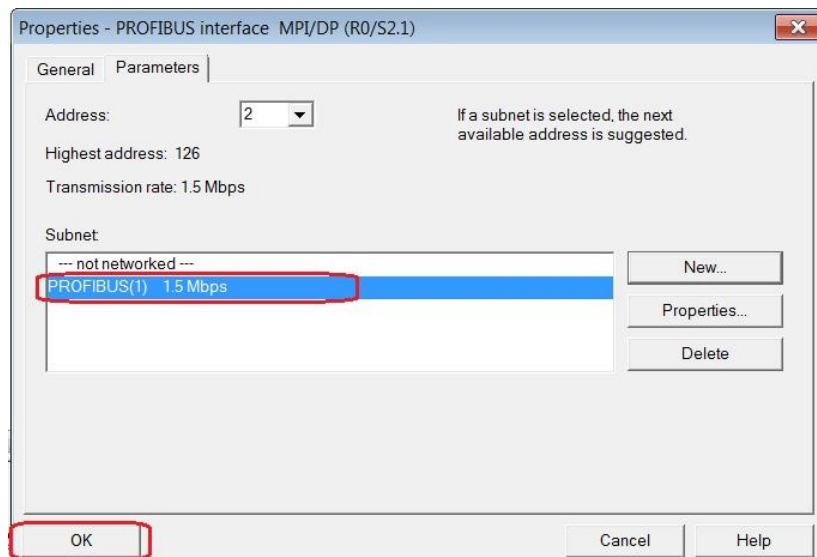 Properties - PROFIBUS interface MPI/DP (R0/S2.1)
General Parameters
Address: 2
If a subnet is selected, the next
available address is suggested.
Highest address: 126
Transmission rate: 1.5 Mbps
Subnet:
--- not networked ---
PROFIBUS(1) 1.5 Mbps
New...
Properties...
Delete
OK Cancel Help